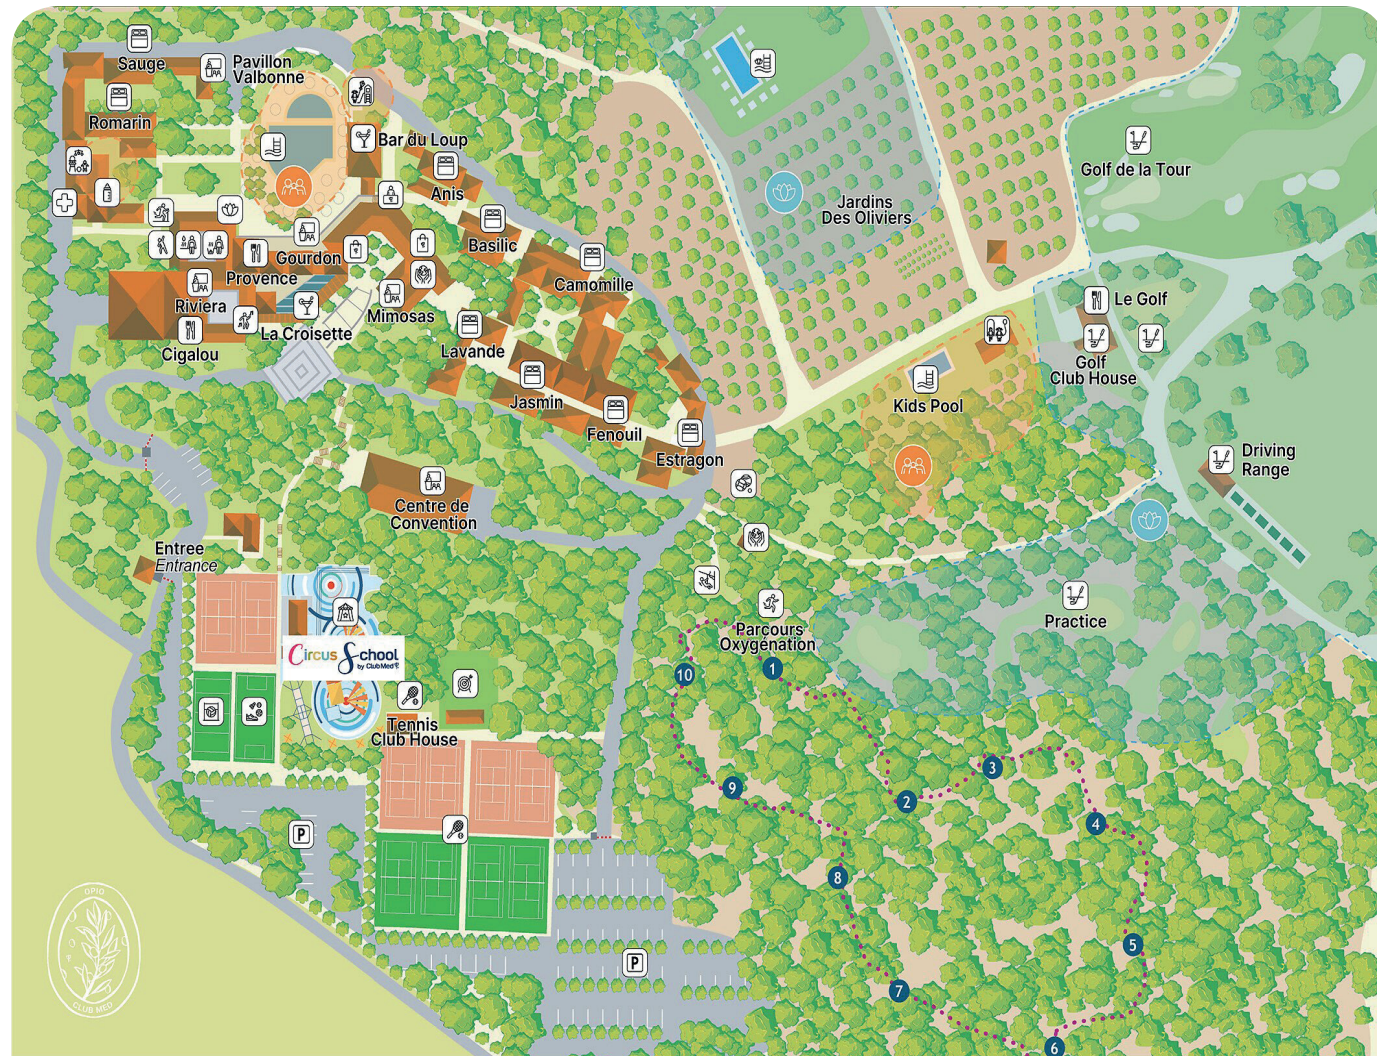 Sauge
Pavillon
Valbonne
Romarin
Bar du Loup
Anis
Golf de la Tour
Jardins
Des Oliviers
Basilic
Gourdon
Provence
Camomille
Riviera
La Croisette
Mimosas
Le Golf
Cigalou
Lavande
Golf
Club House
Jasmin
Kids Pool
Fenouil
Estragon
Driving
Range
Centre de
Convention
Entree
Entrance
Practice
Parcours
Oxygénation
Circus School
by Club Med
1
10
Tennis
Club House
3
9
2
4
P
8
5
P
7
6
OPIO
CLUB MED